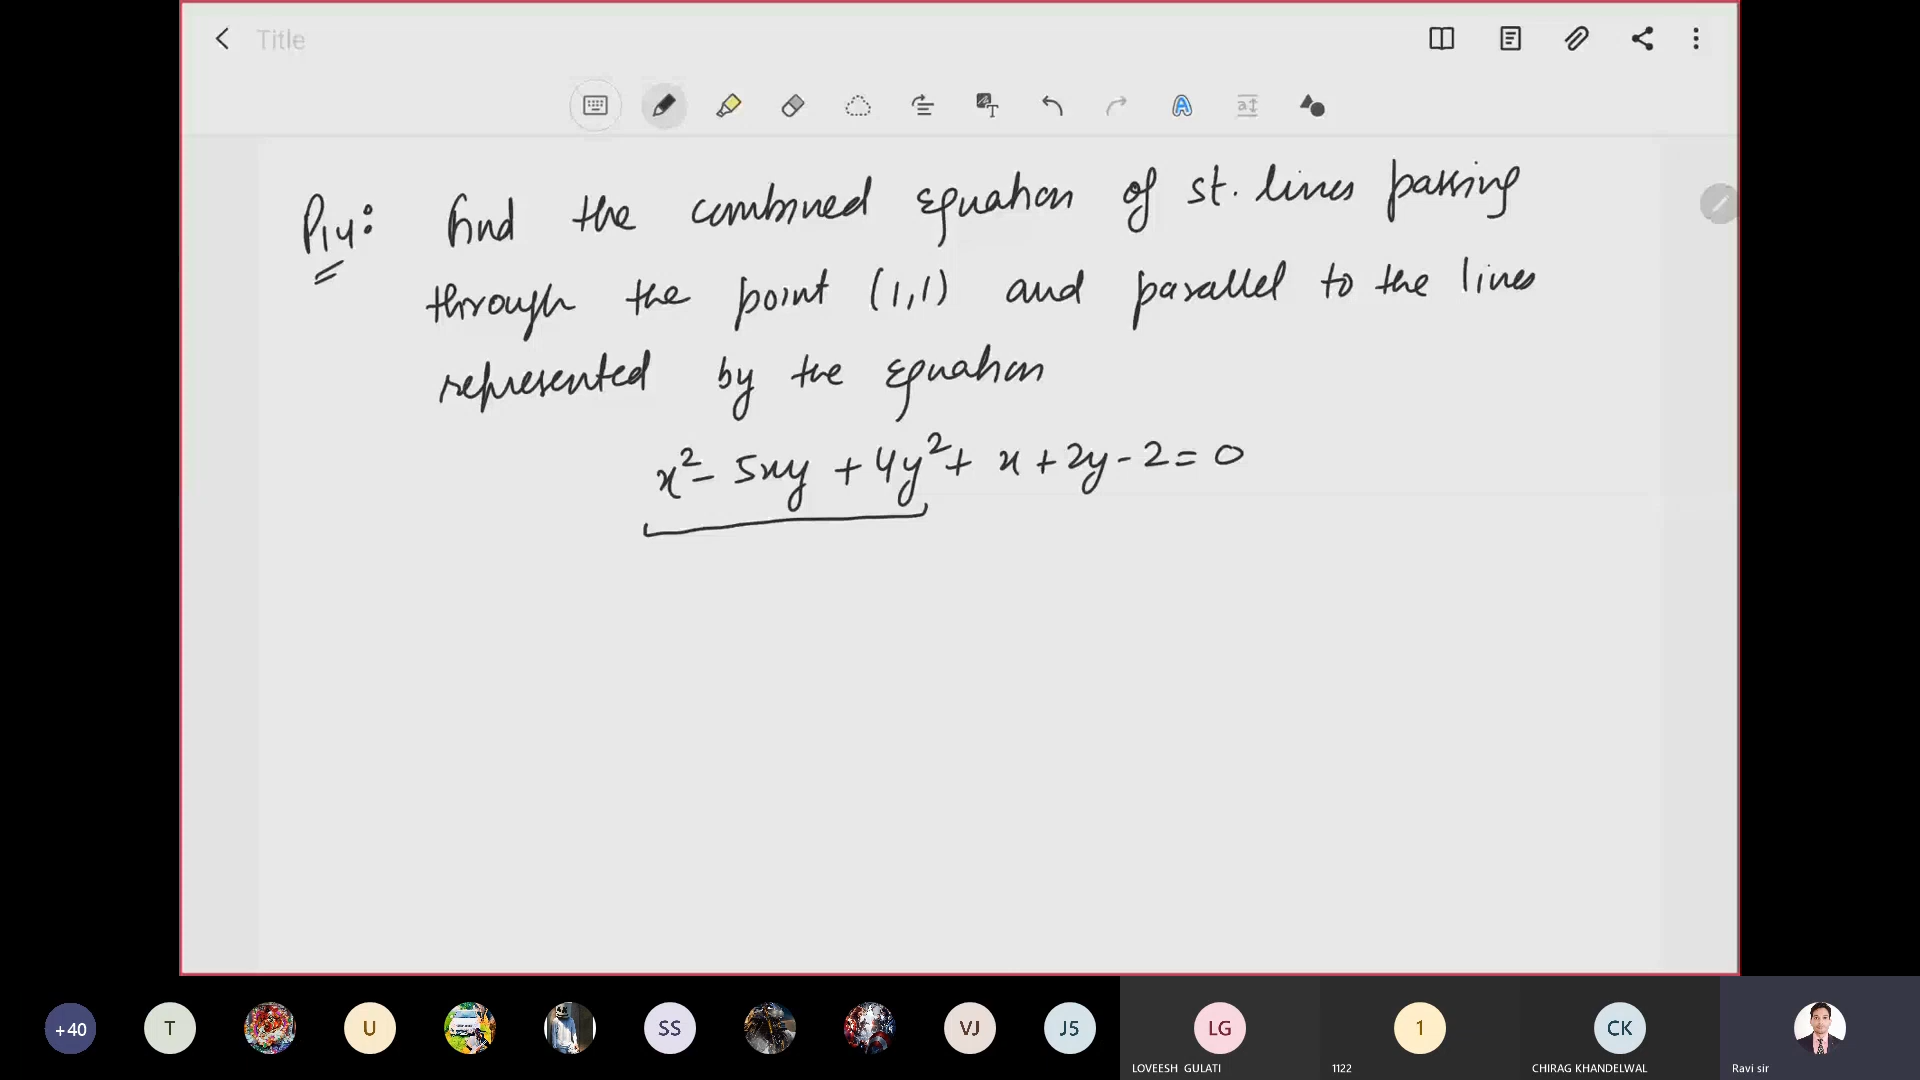 Title
P14: find the combined equation of st. lines passing
through the point (1,1) and parallel to the lines
represented by the equation
x² - 5xy + 4y² + x + 2y - 2 = 0
+40 T U SS VJ J5 LG 1 CK
LOVEESH GULATI 1122 CHIRAG KHANDELWAL Ravi sir